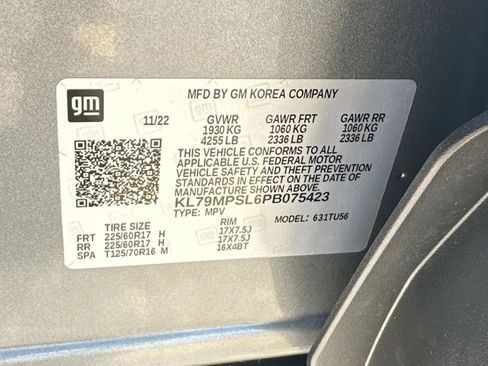 MFD BY GM KOREA COMPANY
gm
11/22 GVWR GAWR FRT GAWR RR
1930 KG 1060 KG 1060 KG
4255 LB 2336 LB 2336 LB
THIS VEHICLE CONFORMS TO ALL
APPLICABLE U.S. FEDERAL MOTOR
VEHICLE SAFETY AND THEFT PREVENTION
STANDARDS IN EFFECT ON THE DATE OF
MANUFACTURE SHOWN ABOVE.
KL79MPSL6PB075423
TYPE: MPV MODEL: 631TU56
TIRE SIZE RIM
FRT 225/60R17 H 17X7.5J
RR 225/60R17 H 17X7.5J
SPA T125/70R16 M 16X4BT